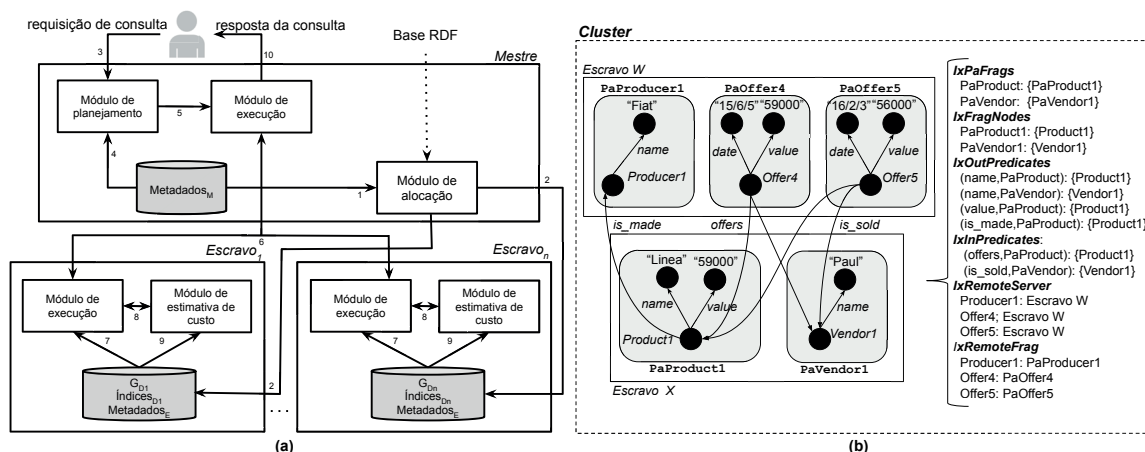 requisição de consulta
resposta da consulta
3
10
Base RDF
Mestre
Módulo de
planejamento
5
Módulo de
execução
4
Metadados_M
1
Módulo de
alocação
2
6
Escravo_1
Módulo de
execução
8
Módulo de
estimativa de
custo
7
9
G_D1
Índices_D1
Metadados_E
2
...
Escravo_n
Módulo de
execução
8
Módulo de
estimativa de
custo
7
9
G_Dn
Índices_Dn
Metadados_E
(a)
Cluster
Escravo W
PaProducer1
"Fiat"
name
Producer1
PaOffer4
"15/6/5" "59000"
date
value
Offer4
PaOffer5
"16/2/3" "56000"
date
value
Offer5
is_made
offers
is_sold
"Linea" "59000"
name
value
Product1
PaProduct1
"Paul"
name
Vendor1
PaVendor1
Escravo X
IxPaFrags
PaProduct: {PaProduct1}
PaVendor: {PaVendor1}
IxFragNodes
PaProduct1: {Product1}
PaVendor1: {Vendor1}
IxOutPredicates
(name,PaProduct): {Product1}
(name,PaVendor): {Vendor1}
(value,PaProduct): {Product1}
(is_made,PaProduct): {Product1}
IxInPredicates:
(offers,PaProduct): {Product1}
(is_sold,PaVendor): {Vendor1}
IxRemoteServer
Producer1: Escravo W
Offer4; Escravo W
Offer5: Escravo W
IxRemoteFrag
Producer1: PaProducer1
Offer4: PaOffer4
Offer5: PaOffer5
(b)